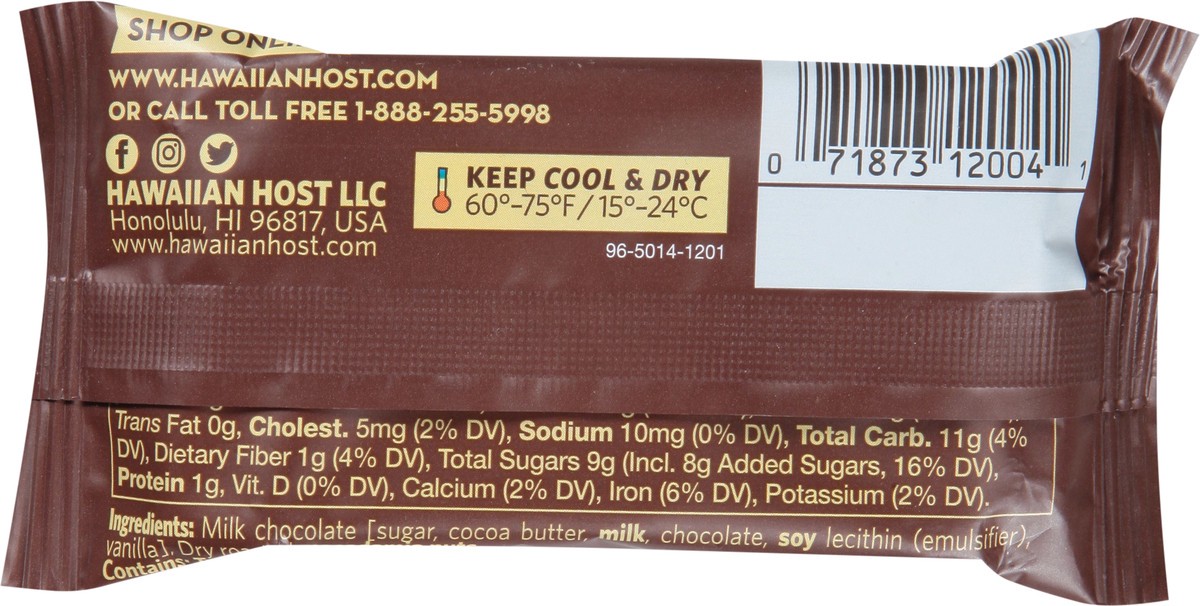 SHOP
WWW.HAWAIIANHOST.COM
OR CALL TOLL FREE 1-888-255-5998
HAWAIIAN HOST LLC
Honolulu, HI 96817, USA
www.hawaiianhost.com
KEEP COOL & DRY
60°–75°F / 15°–24°C
96-5014-1201
0 71873 12004 1
Trans Fat 0g, Cholest. 5mg (2% DV), Sodium 10mg (0% DV), Total Carb. 11g (4%
DV), Dietary Fiber 1g (4% DV), Total Sugars 9g (Incl. 8g Added Sugars, 16% DV),
Protein 1g, Vit. D (0% DV), Calcium (2% DV), Iron (6% DV), Potassium (2% DV).
Ingredients: Milk chocolate [sugar, cocoa butter, milk, chocolate, soy lecithin (emulsifier),
vanilla], Dry
Contains: